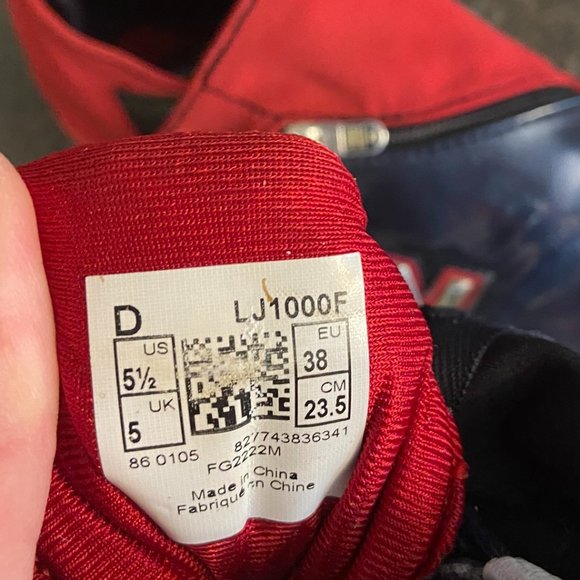 D LJ1000F
US 5½
UK 5
EU 38
CM 23.5
86 0105 827743836341
FG2222M
Made in China
Fabriqué en Chine